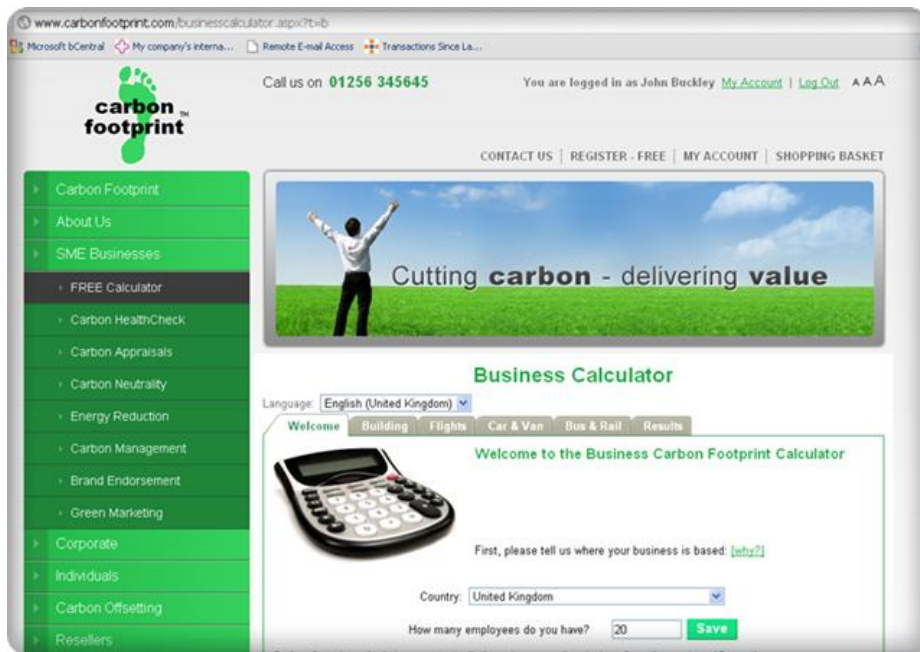 www.carbonfootprint.com/businesscalculator.aspx?t=b
Microsoft bCentral My company's interna... Remote E-mail Access Transactions Since La...
carbon footprint TM
Call us on 01256 345645
You are logged in as John Buckley My Account | Log Out A A A
CONTACT US | REGISTER - FREE | MY ACCOUNT | SHOPPING BASKET
Carbon Footprint
About Us
SME Businesses
FREE Calculator
Carbon HealthCheck
Carbon Appraisals
Carbon Neutrality
Energy Reduction
Carbon Management
Brand Endorsement
Green Marketing
Corporate
Individuals
Carbon Offsetting
Resellers
Cutting carbon - delivering value
Business Calculator
Language: English (United Kingdom)
Welcome Building Flights Car & Van Bus & Rail Results
Welcome to the Business Carbon Footprint Calculator
First, please tell us where your business is based: [why?]
Country: United Kingdom
How many employees do you have? 20 Save